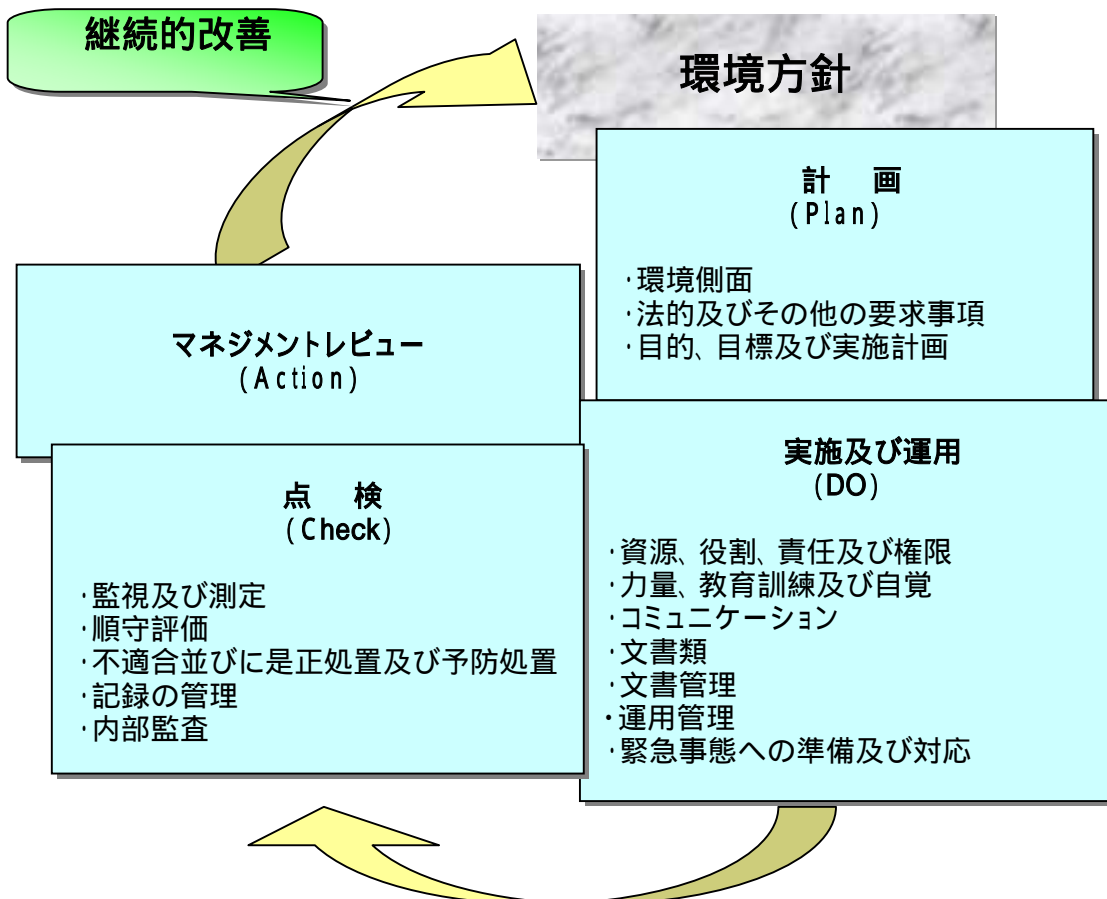 継続的改善
環境方針
計　画
(Plan)
・環境側面
・法的及びその他の要求事項
・目的、目標及び実施計画
実施及び運用
(DO)
・資源、役割、責任及び権限
・力量、教育訓練及び自覚
・コミュニケーション
・文書類
・文書管理
・運用管理
・緊急事態への準備及び対応
点　検
(Check)
・監視及び測定
・順守評価
・不適合並びに是正処置及び予防処置
・記録の管理
・内部監査
マネジメントレビュー
(Action)